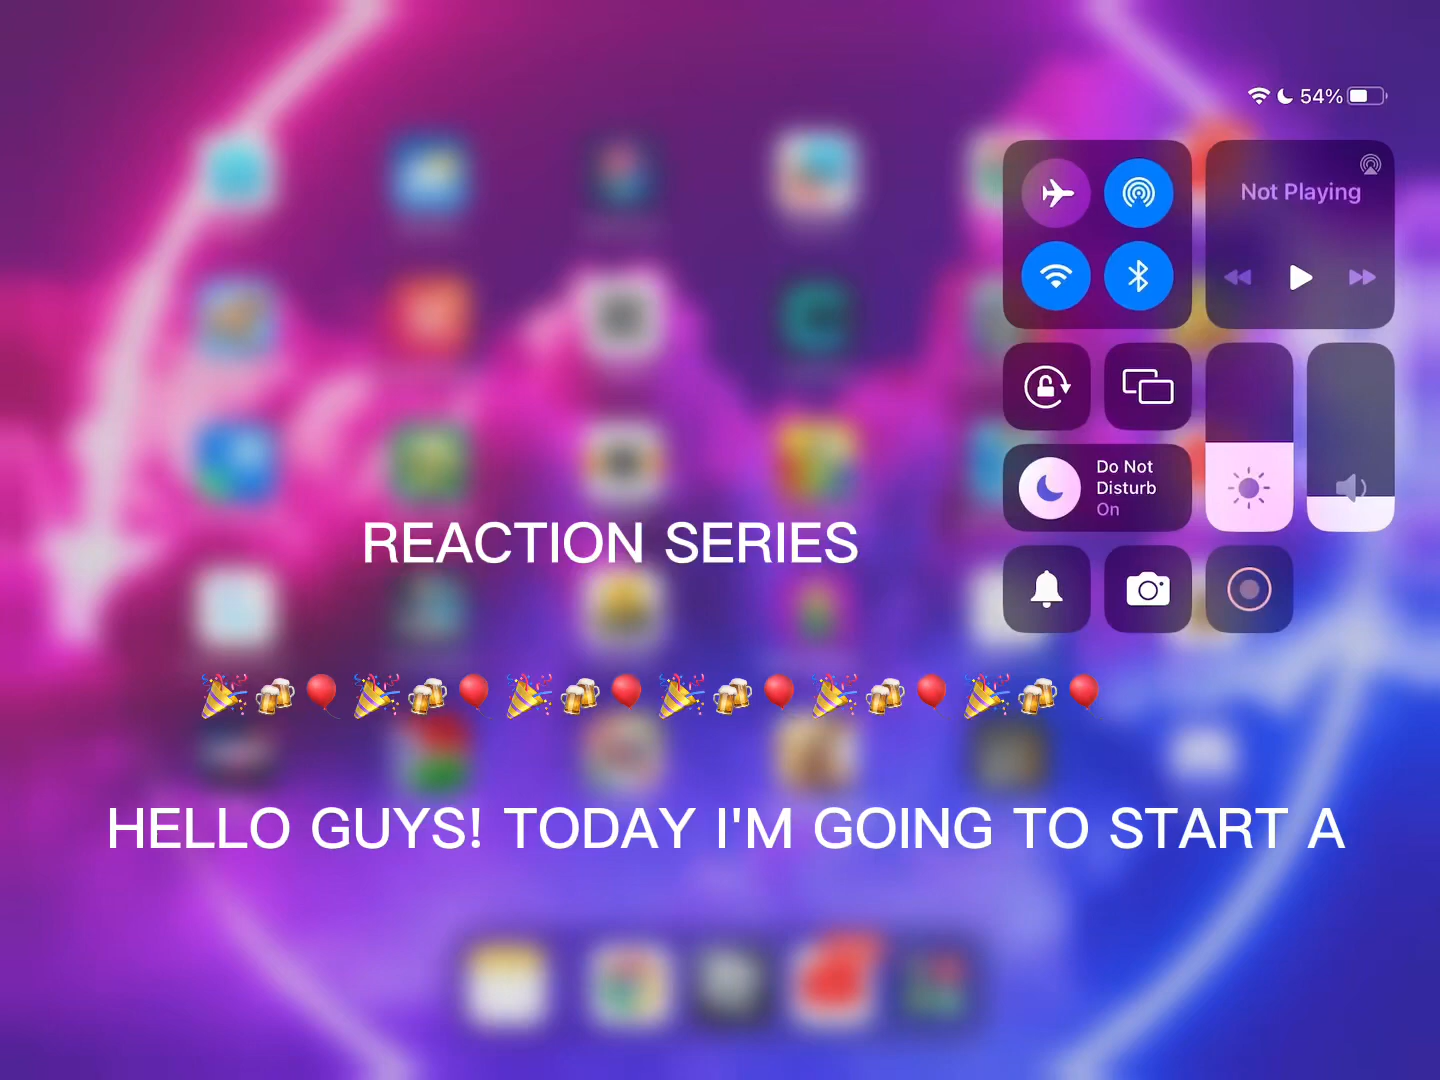 54%
Not Playing
Do Not
Disturb
On
REACTION SERIES
🎉🍻🎈🎉🍻🎈🎉🍻🎈🎉🍻🎈🎉🍻🎈🎉🍻🎈
HELLO GUYS! TODAY I'M GOING TO START A